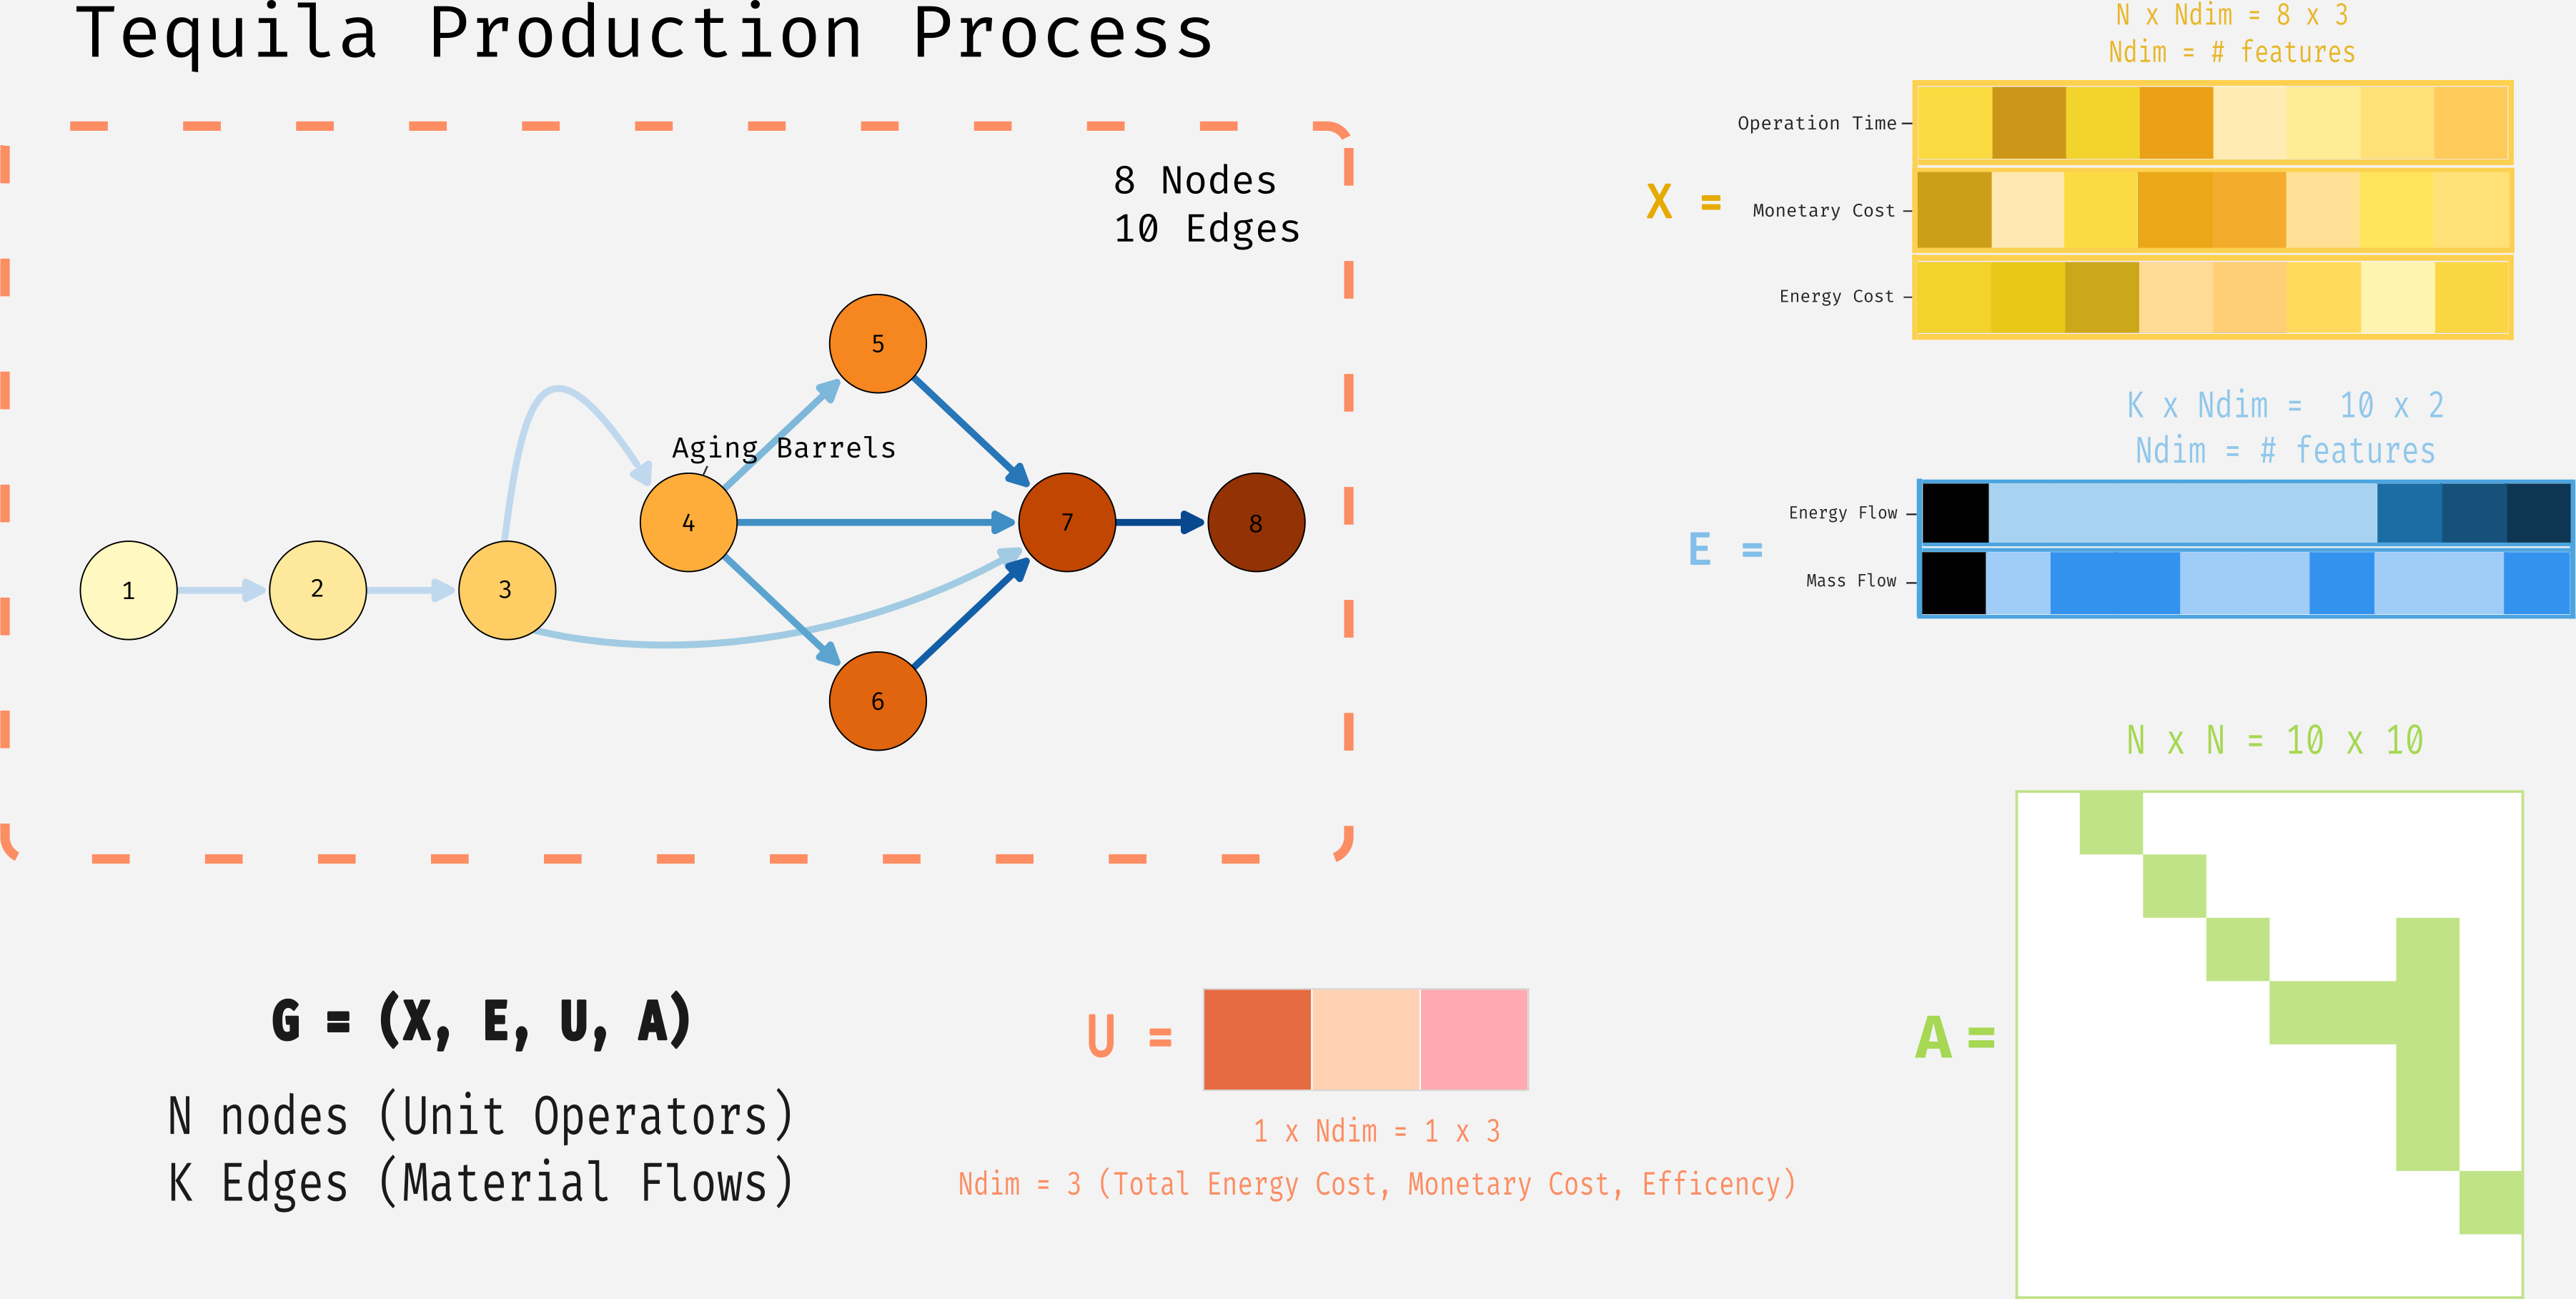 Tequila Production Process
8 Nodes
10 Edges
5
Aging Barrels
4
7
8
1
2
3
6
G = (X, E, U, A)
N nodes (Unit Operators)
K Edges (Material Flows)
U =
1 x Ndim = 1 x 3
Ndim = 3 (Total Energy Cost, Monetary Cost, Efficency)
N x Ndim = 8 x 3
Ndim = # features
X =
Operation Time
Monetary Cost
Energy Cost
K x Ndim =  10 x 2
Ndim = # features
E =
Energy Flow
Mass Flow
N x N = 10 x 10
A =